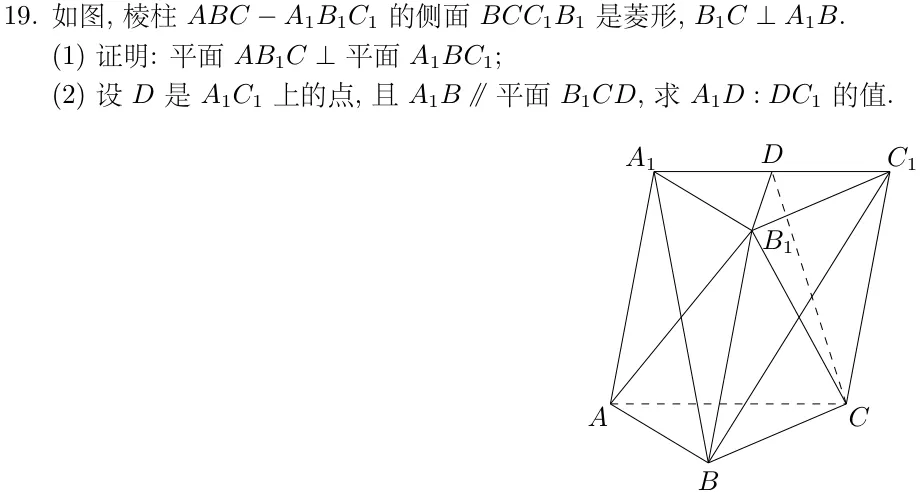 19. 如图, 棱柱 ABC − A₁B₁C₁ 的侧面 BCC₁B₁ 是菱形, B₁C ⊥ A₁B.
(1) 证明: 平面 AB₁C ⊥ 平面 A₁BC₁;
(2) 设 D 是 A₁C₁ 上的点, 且 A₁B ∥ 平面 B₁CD, 求 A₁D : DC₁ 的值.
A₁ D C₁
B₁
A C
B